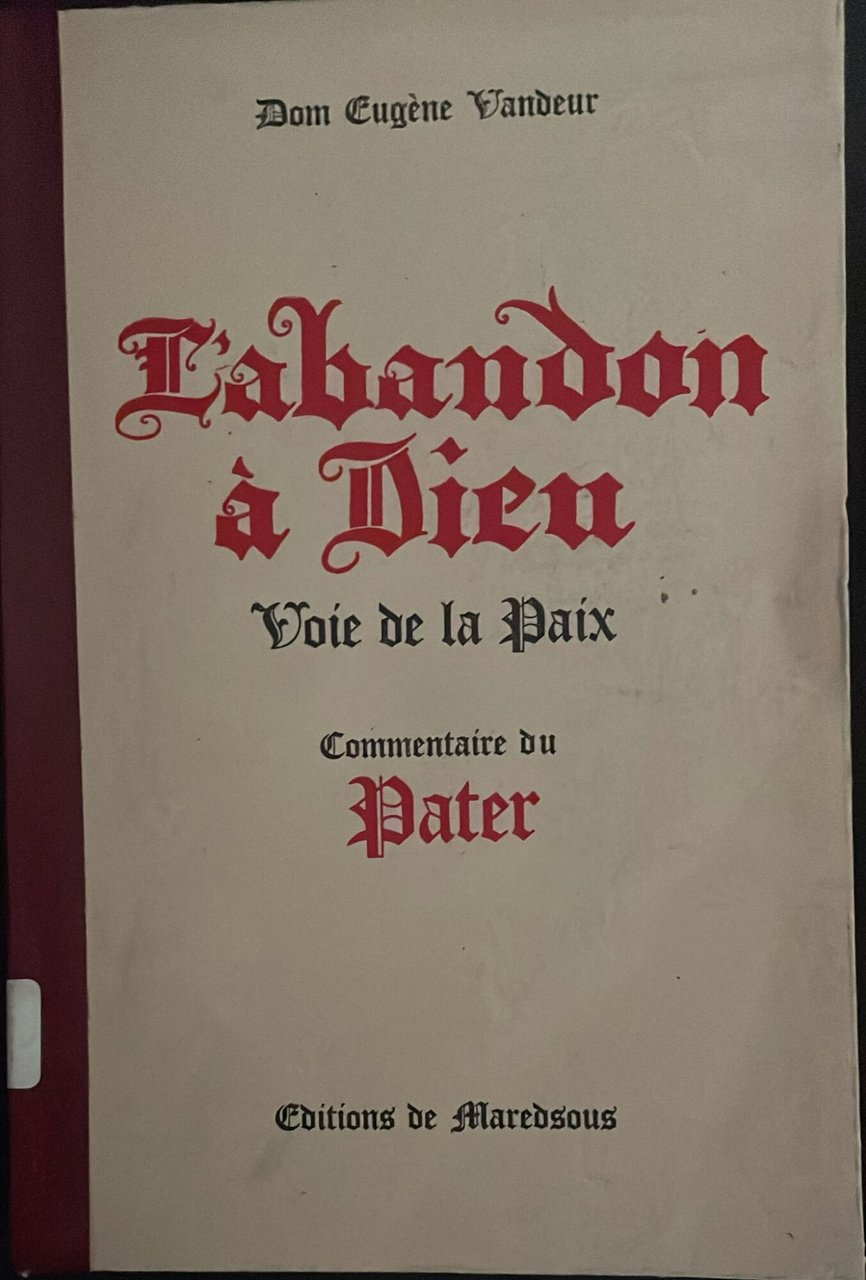 Dom Eugène Vandeur
L'abandon
à Dieu
Voie de la Paix
Commentaire du
Pater
Editions de Maredsous